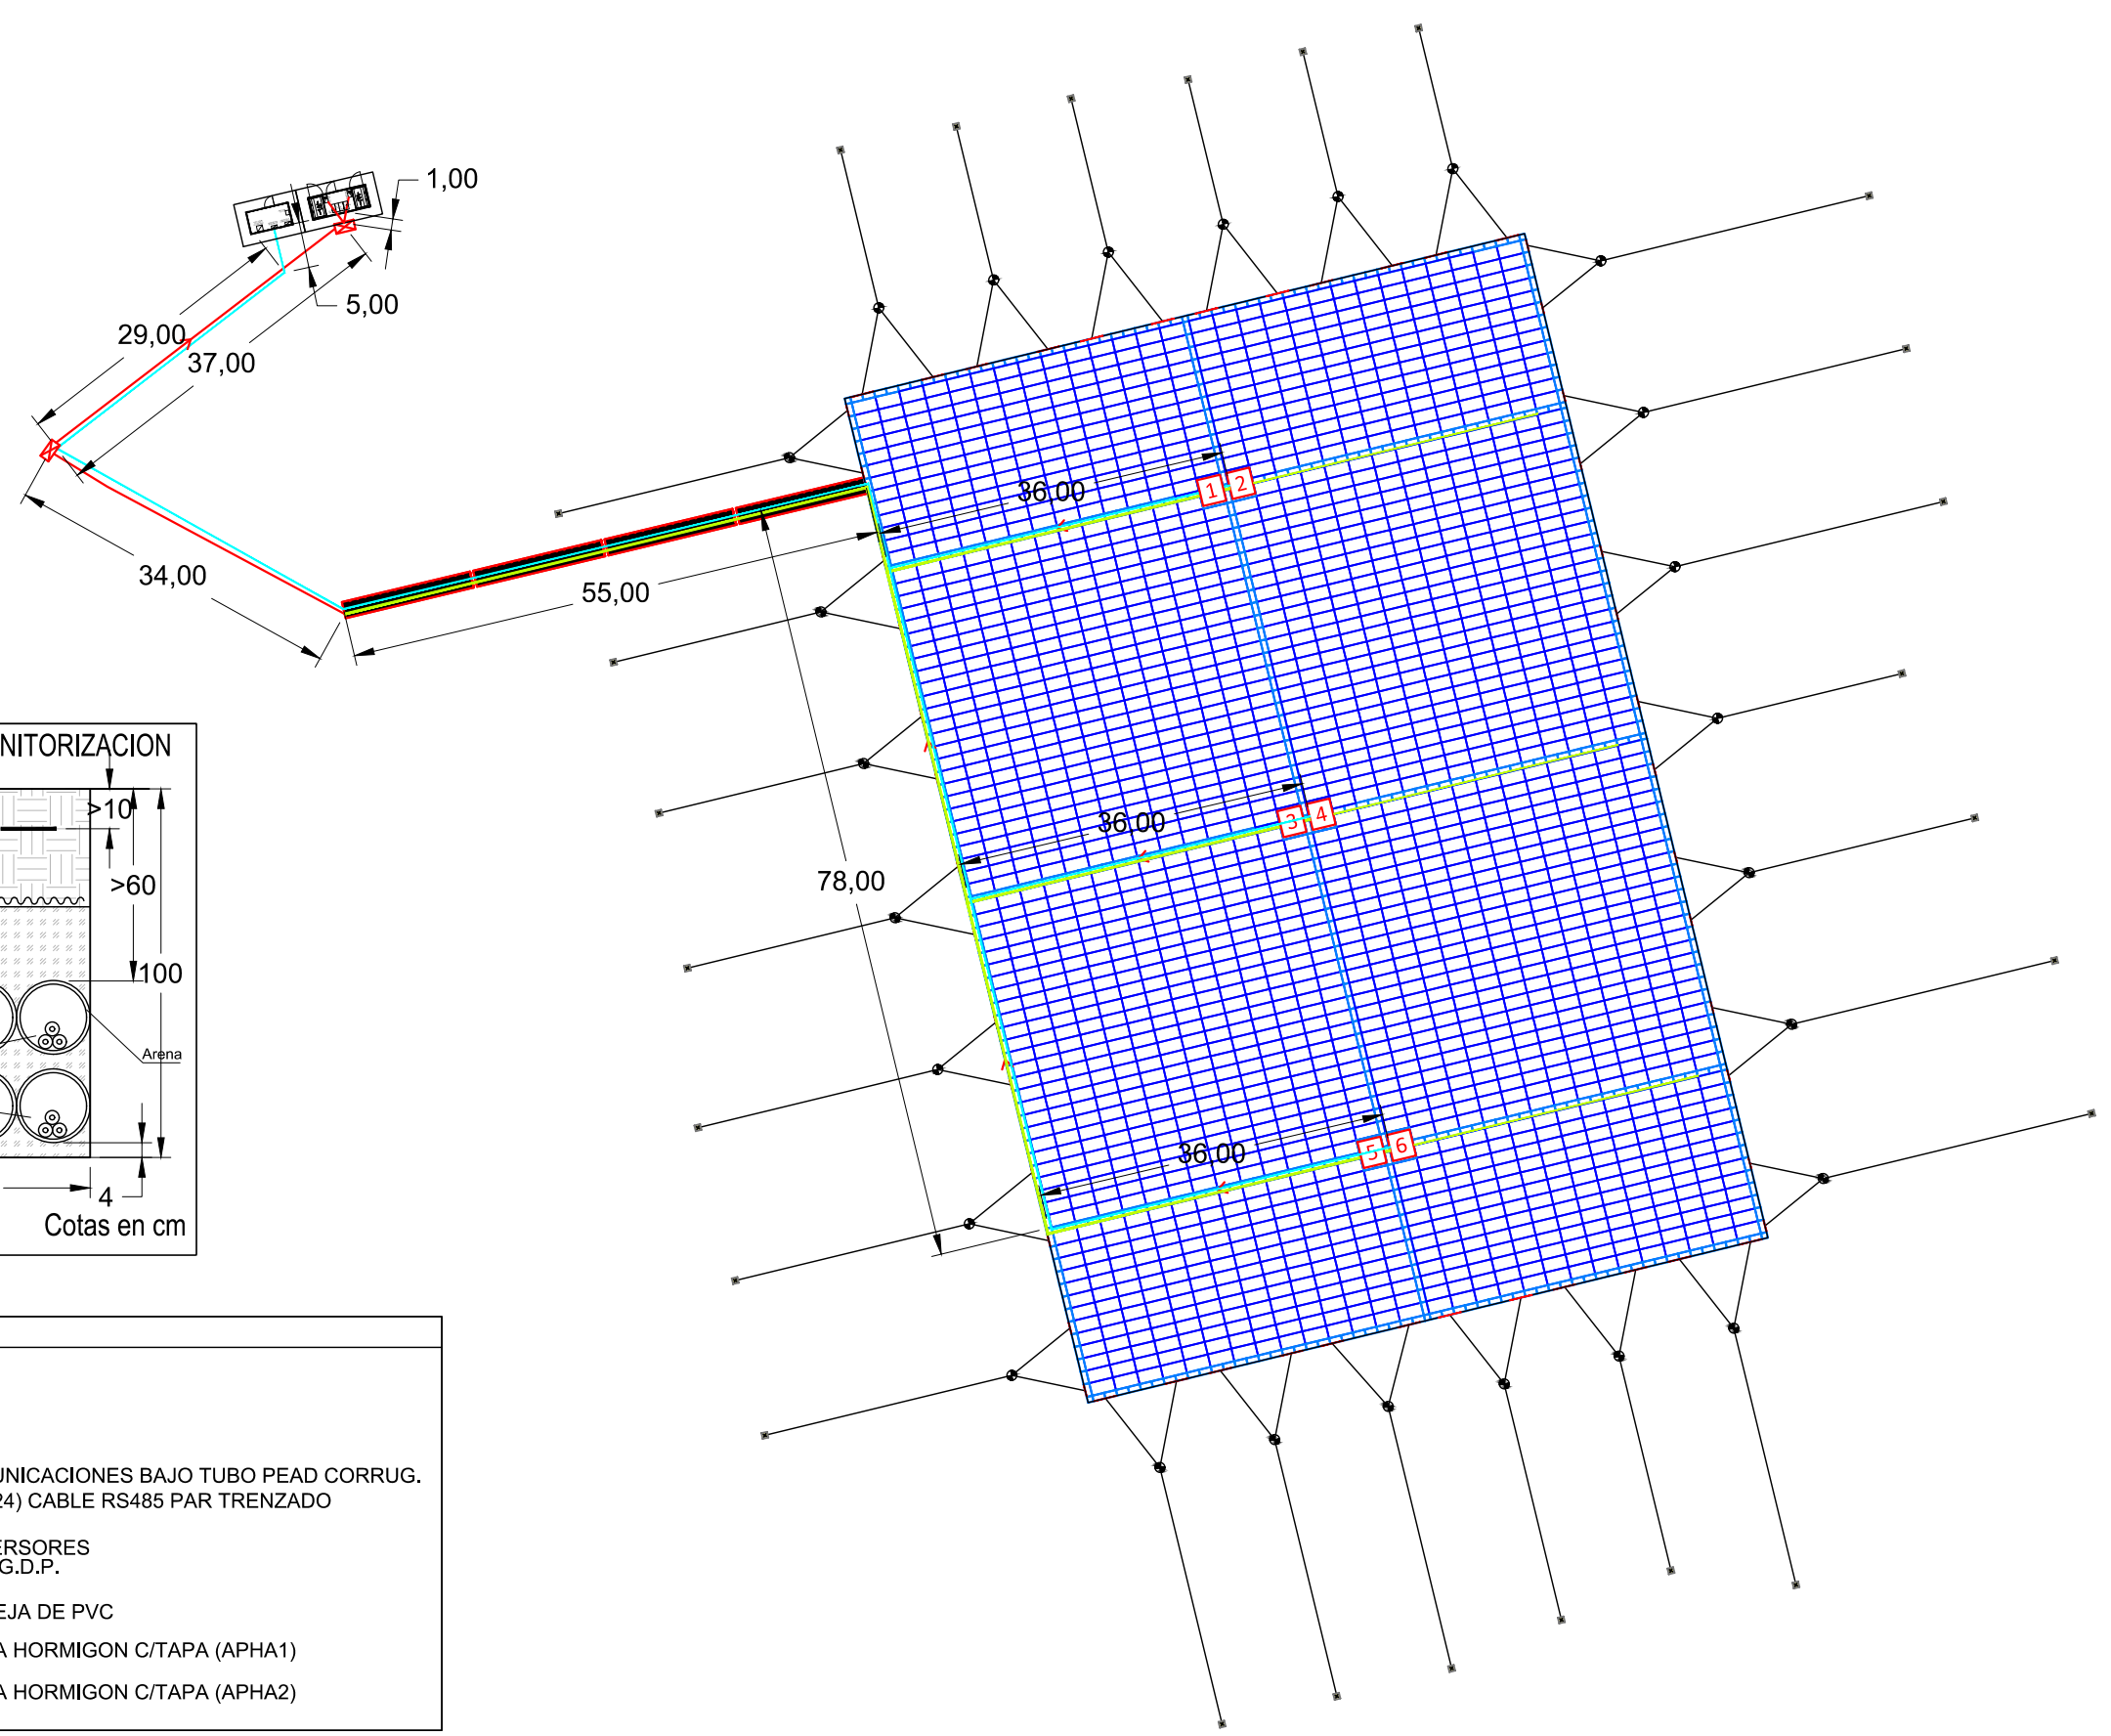 1,00
5,00
29,00
37,00
34,00
55,00
36.00
1
2
36.00
3
4
78,00
36,00
5
6
NITORIZACION
>10
>60
100
Arena
4
Cotas en cm
UNICACIONES BAJO TUBO PEAD CORRUG.
24) CABLE RS485 PAR TRENZADO
ERSORES
G.D.P.
EJA DE PVC
A HORMIGON C/TAPA (APHA1)
A HORMIGON C/TAPA (APHA2)